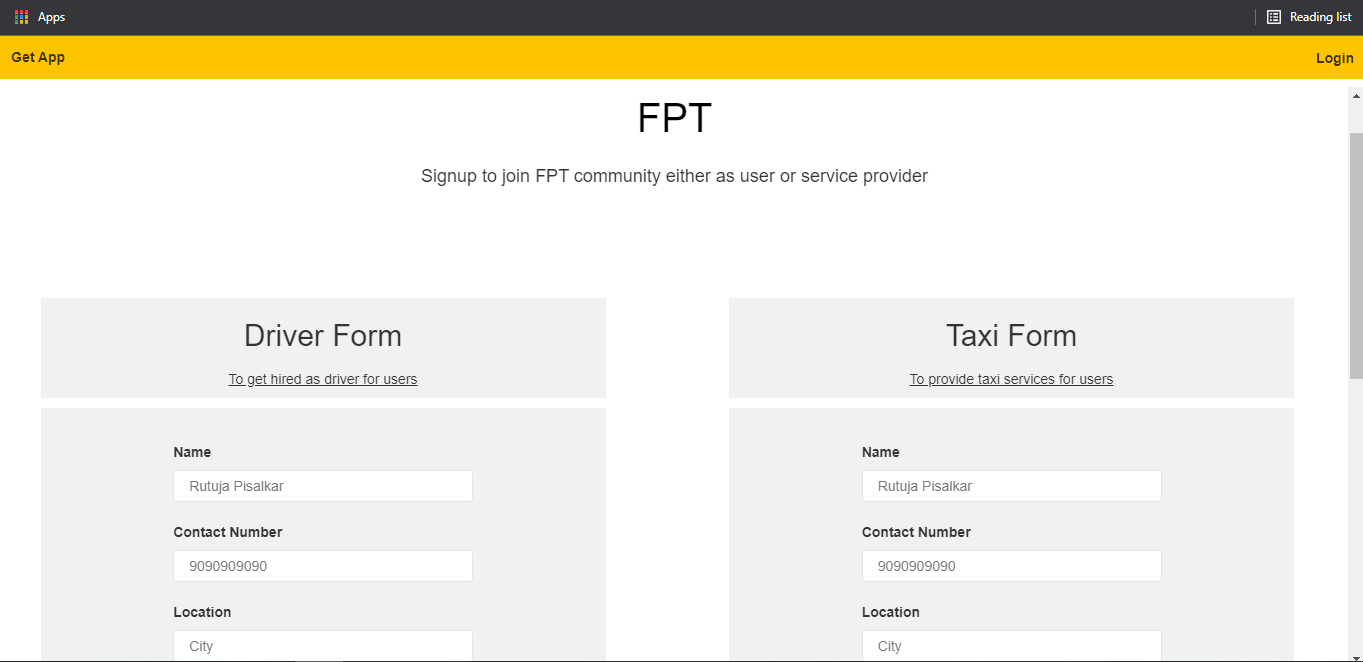 Apps
Reading list
Get App
Login
FPT
Signup to join FPT community either as user or service provider
Driver Form
To get hired as driver for users
Name
Rutuja Pisalkar
Contact Number
9090909090
Location
City
Taxi Form
To provide taxi services for users
Name
Rutuja Pisalkar
Contact Number
9090909090
Location
City